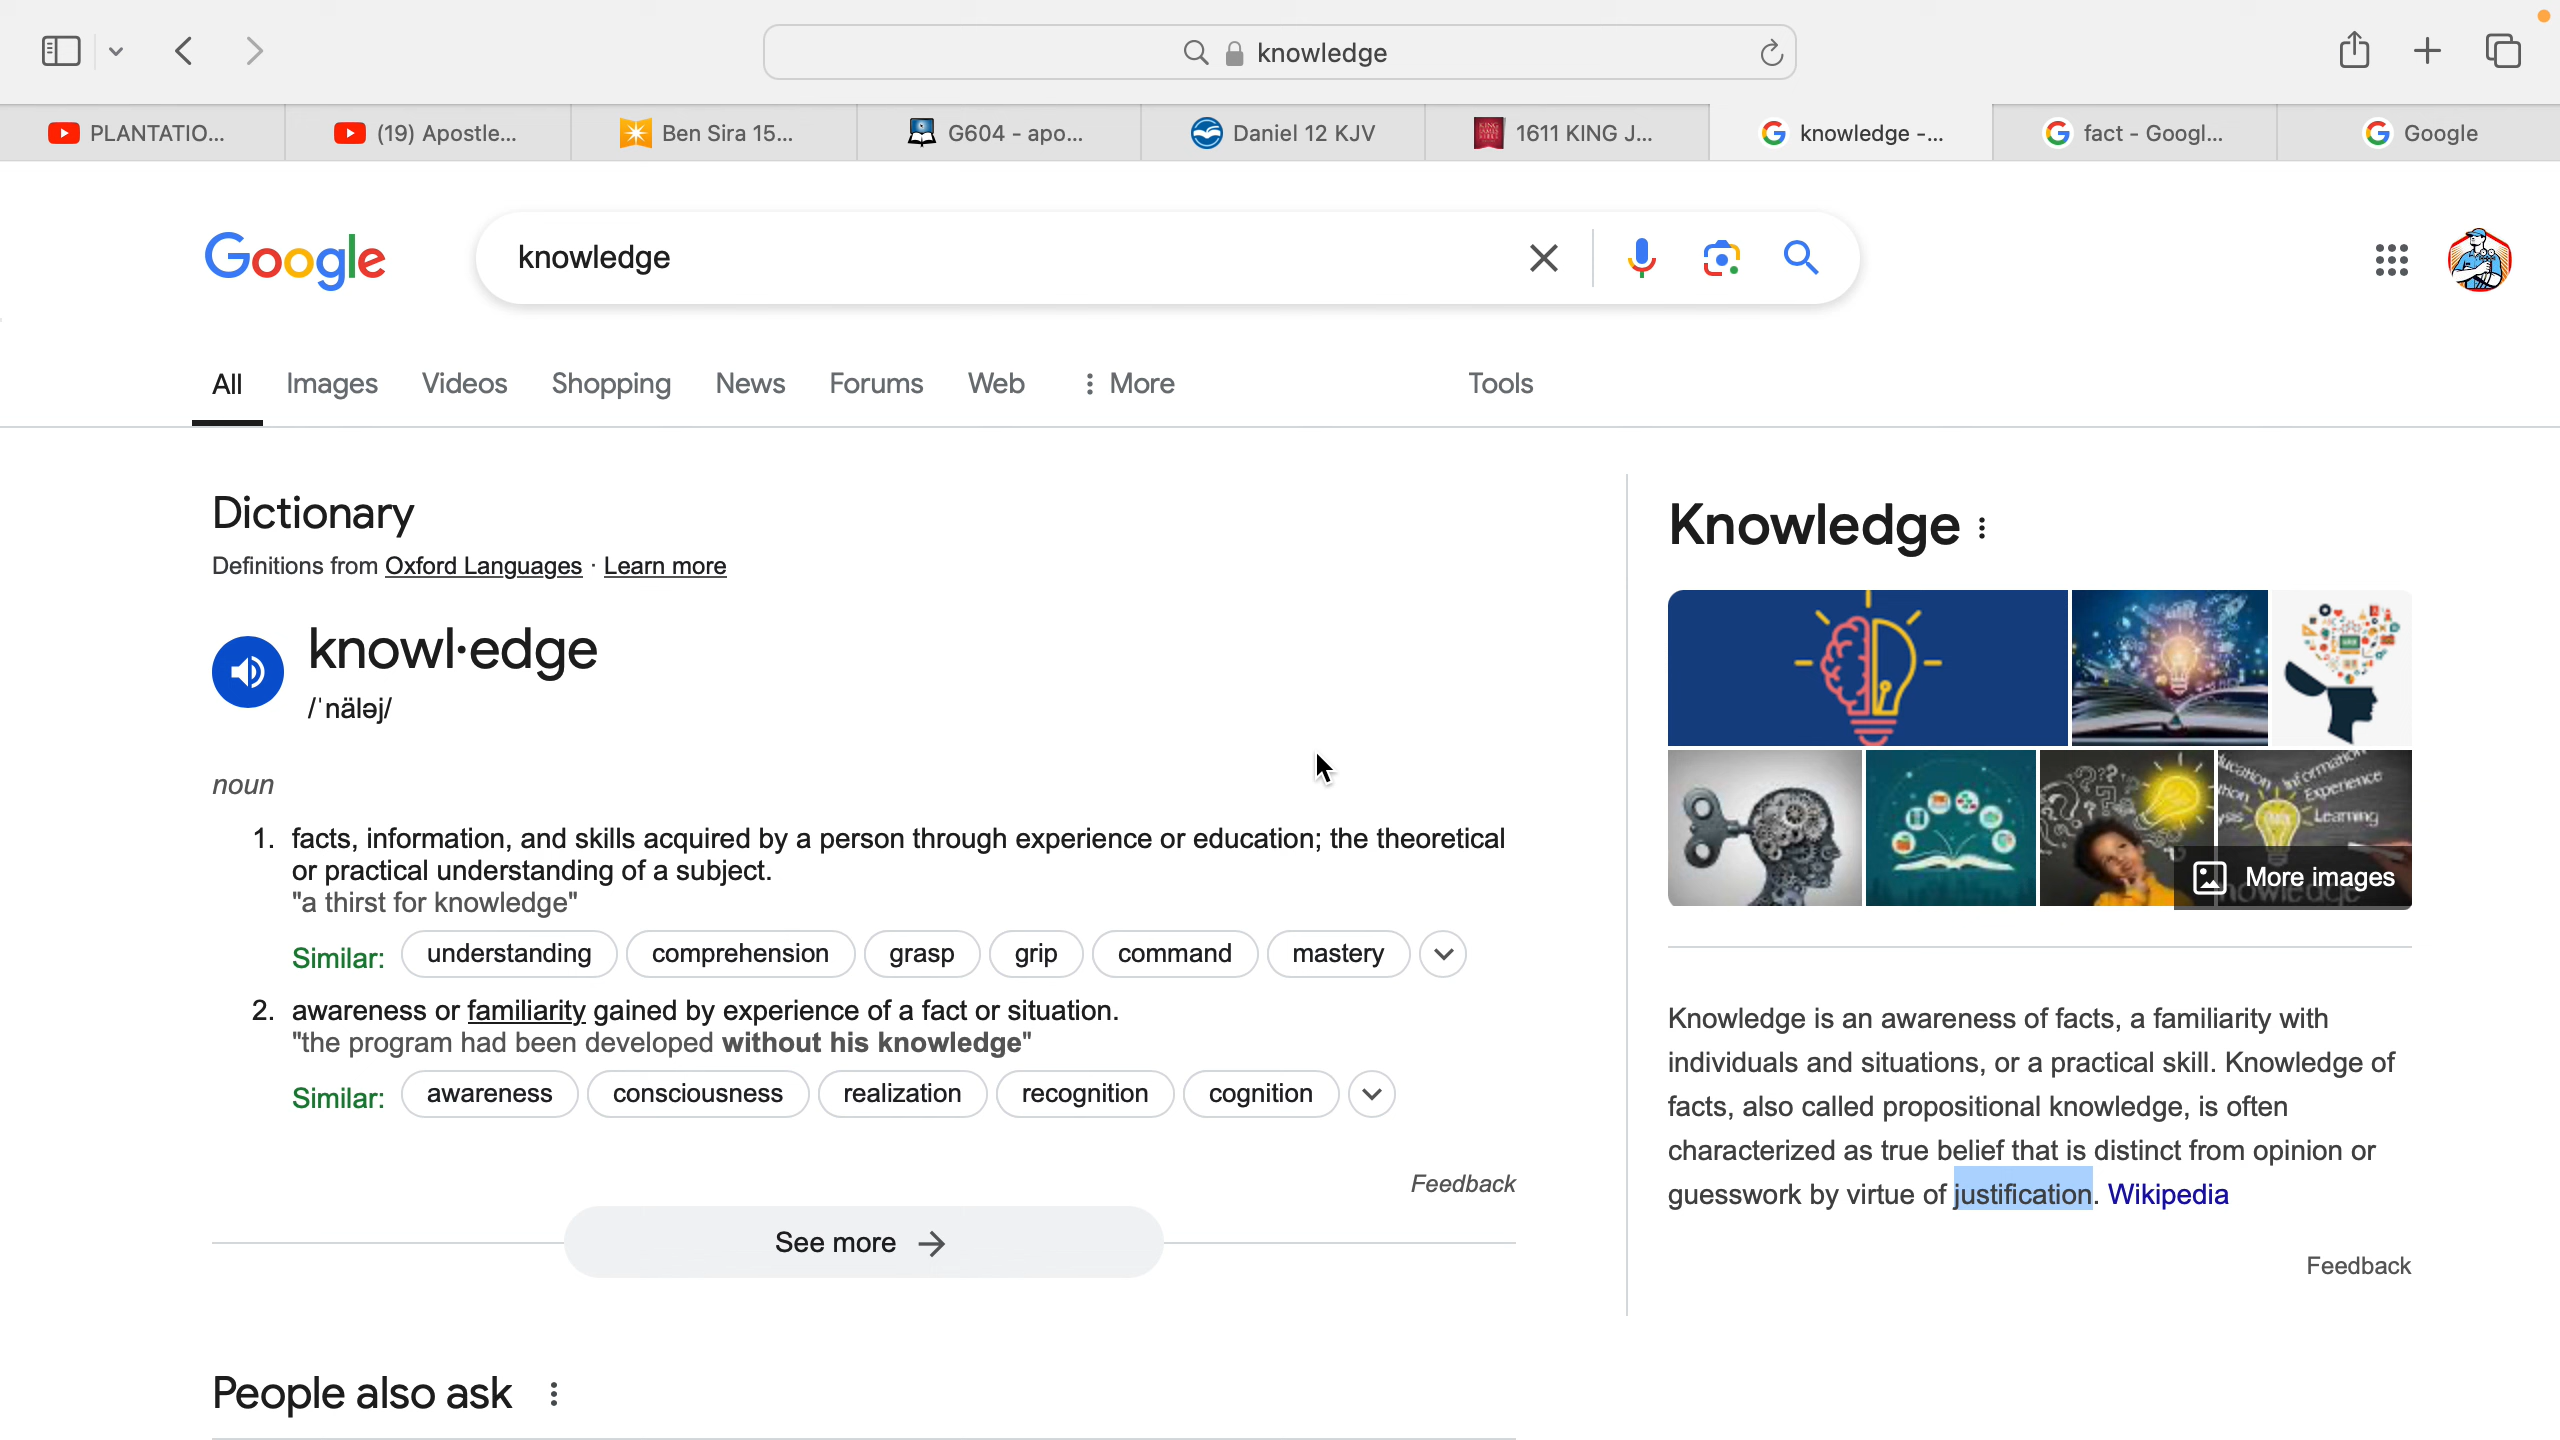 knowledge
PLANTATIO...
(19) Apostle...
Ben Sira 15...
G604 - apo...
Daniel 12 KJV
1611 KING J...
knowledge -...
fact - Googl...
Google
Google
knowledge
All
Images
Videos
Shopping
News
Forums
Web
More
Tools
Dictionary
Definitions from Oxford Languages · Learn more
knowl·edge
/ˈnäləj/
noun
1. facts, information, and skills acquired by a person through experience or education; the theoretical
or practical understanding of a subject.
"a thirst for knowledge"
Similar: understanding comprehension grasp grip command mastery
2. awareness or familiarity gained by experience of a fact or situation.
"the program had been developed without his knowledge"
Similar: awareness consciousness realization recognition cognition
Feedback
See more
People also ask
Knowledge
Information
Experience
Learning
More images
Knowledge is an awareness of facts, a familiarity with
individuals and situations, or a practical skill. Knowledge of
facts, also called propositional knowledge, is often
characterized as true belief that is distinct from opinion or
guesswork by virtue of justification. Wikipedia
Feedback